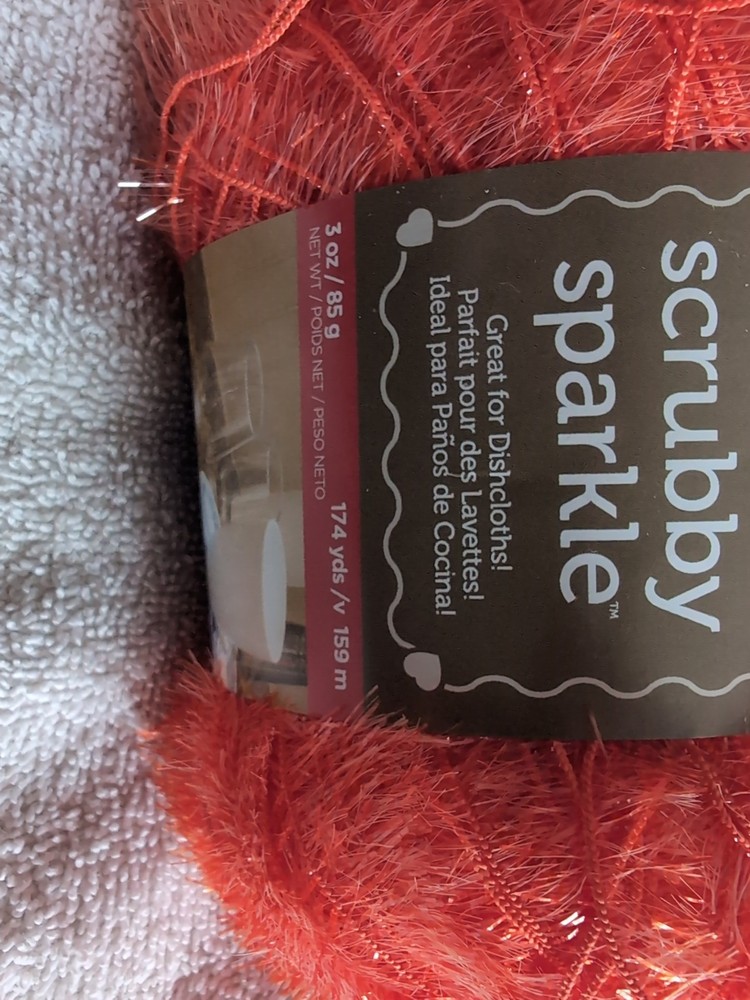 scrubby
sparkle™
Great for Dishcloths!
Parfait pour des Lavettes!
Ideal para Paños de Cocina!
3 oz / 85 g 174 yds /v 159 m
NET WT / POIDS NET / PESO NETO